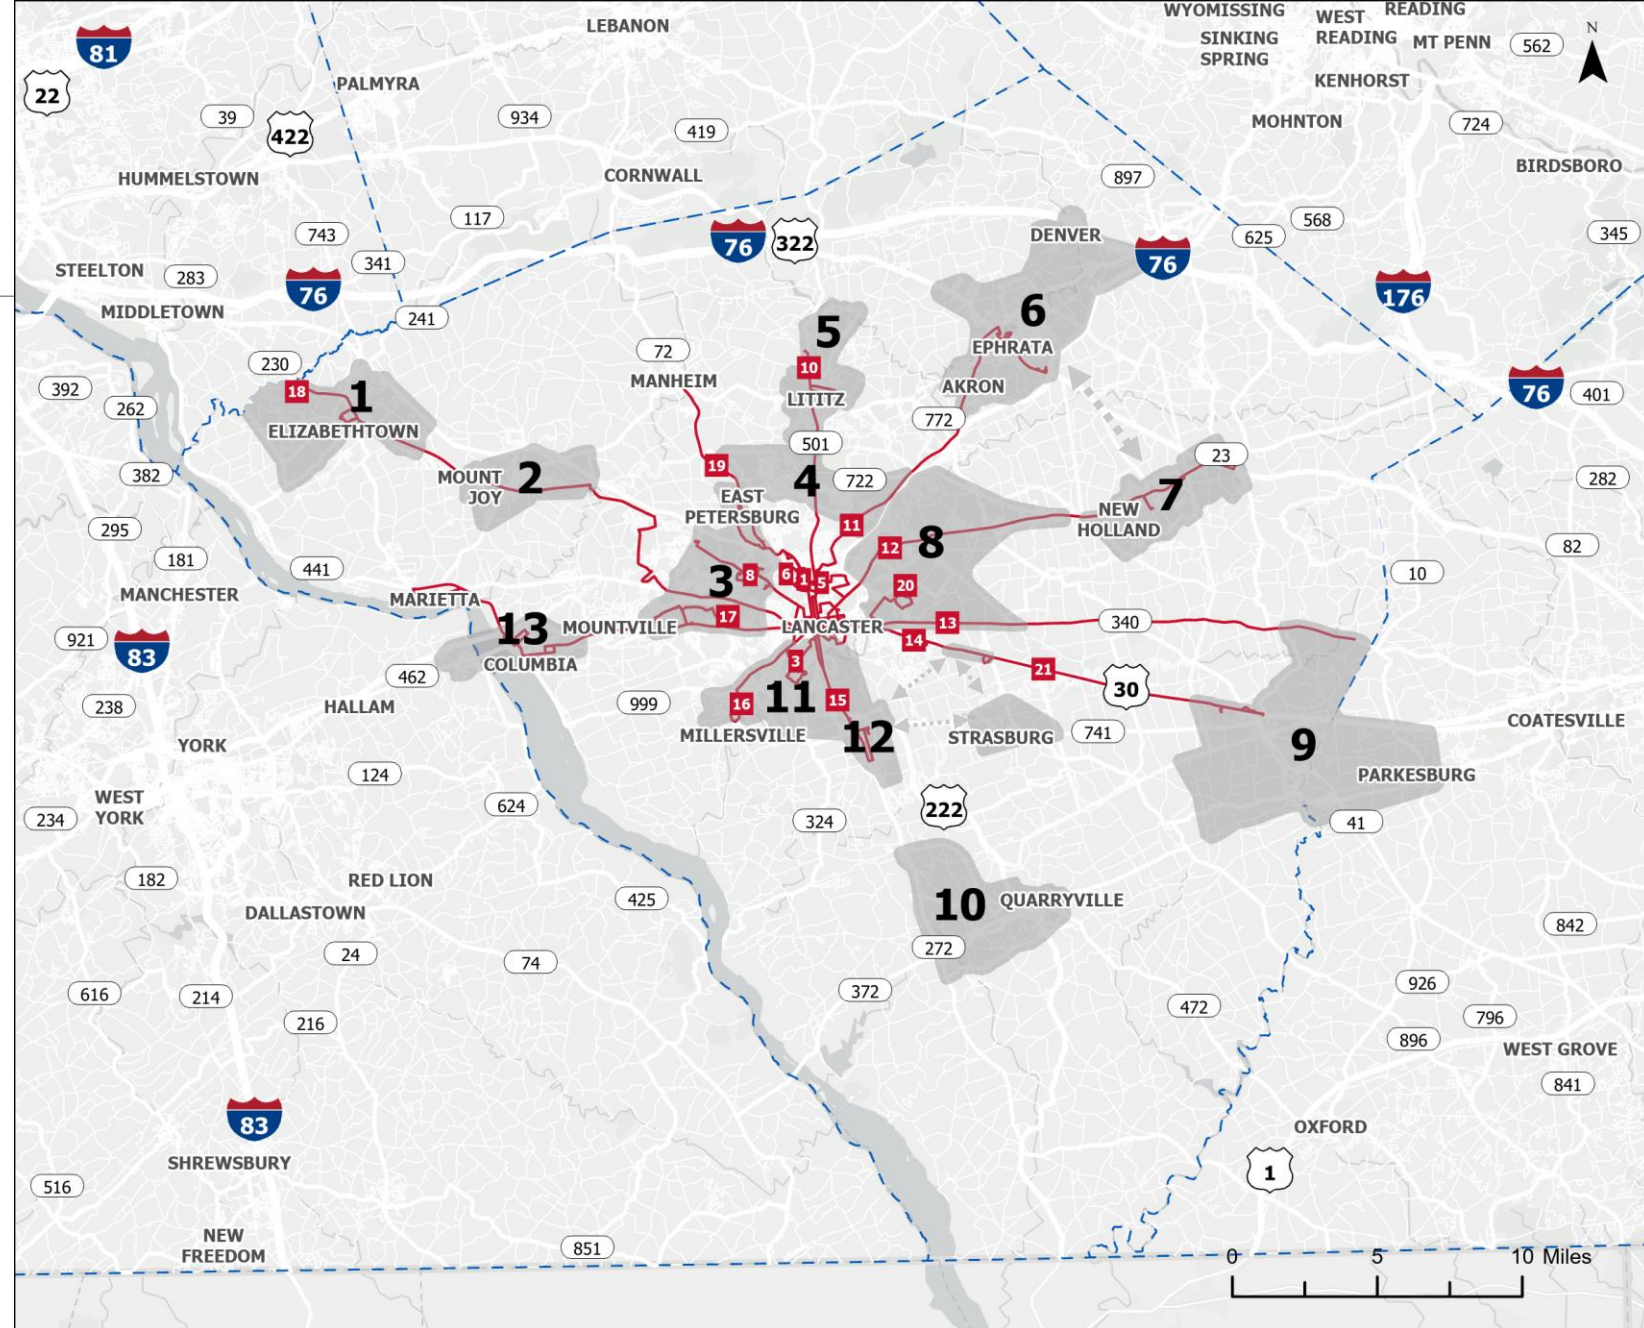 WYOMISSING
READING
WEST
READING
SINKING
SPRING
MT PENN
562
N
LEBANON
81
22
PALMYRA
KENHORST
39
422
934
419
MOHNTON
724
HUMMELSTOWN
CORNWALL
897
BIRDSBORO
117
743
76
322
DENVER
568
625
345
341
STEELTON
283
76
76
176
MIDDLETOWN
241
6
5
EPHRATA
230
72
10
MANHEIM
392
18
1
LITITZ
AKRON
76
401
262
772
ELIZABETHTOWN
501
23
382
19
4
722
MOUNT
JOY
2
7
282
EAST
PETERSBURG
NEW
HOLLAND
295
11
8
12
82
181
441
3
8
6
1
5
20
10
MANCHESTER
MARIETTA
921
83
13
MOUNTVILLE
17
LANCASTER
13
340
14
COLUMBIA
462
3
21
30
238
HALLAM
999
16
11
15
MILLERSVILLE
12
STRASBURG
741
COATESVILLE
YORK
9
124
PARKESBURG
WEST
YORK
624
222
234
324
41
182
RED LION
425
10
QUARRYVILLE
DALLASTOWN
842
24
74
272
616
214
372
926
216
472
796
896
WEST GROVE
841
83
OXFORD
SHREWSBURY
1
516
NEW
FREEDOM
851
0 5 10 Miles